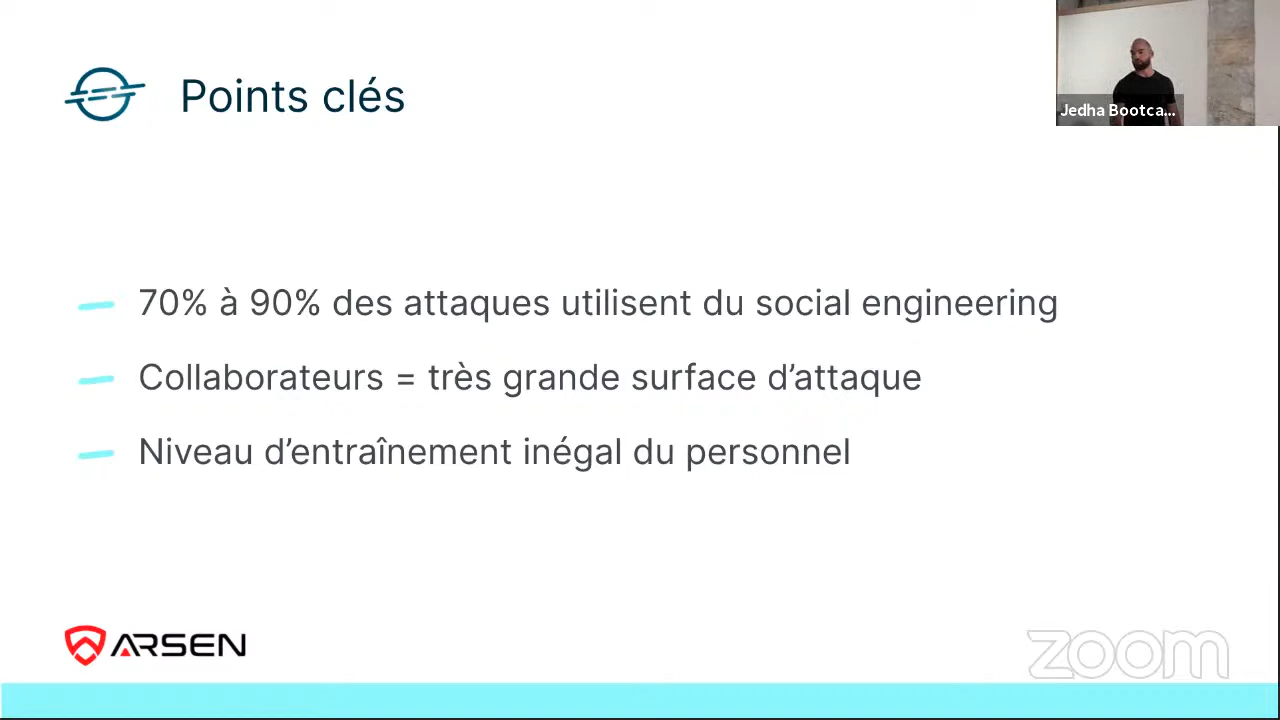 Points clés
Jedha Bootca...
70% à 90% des attaques utilisent du social engineering
Collaborateurs = très grande surface d’attaque
Niveau d’entraînement inégal du personnel
ARSEN
zoom